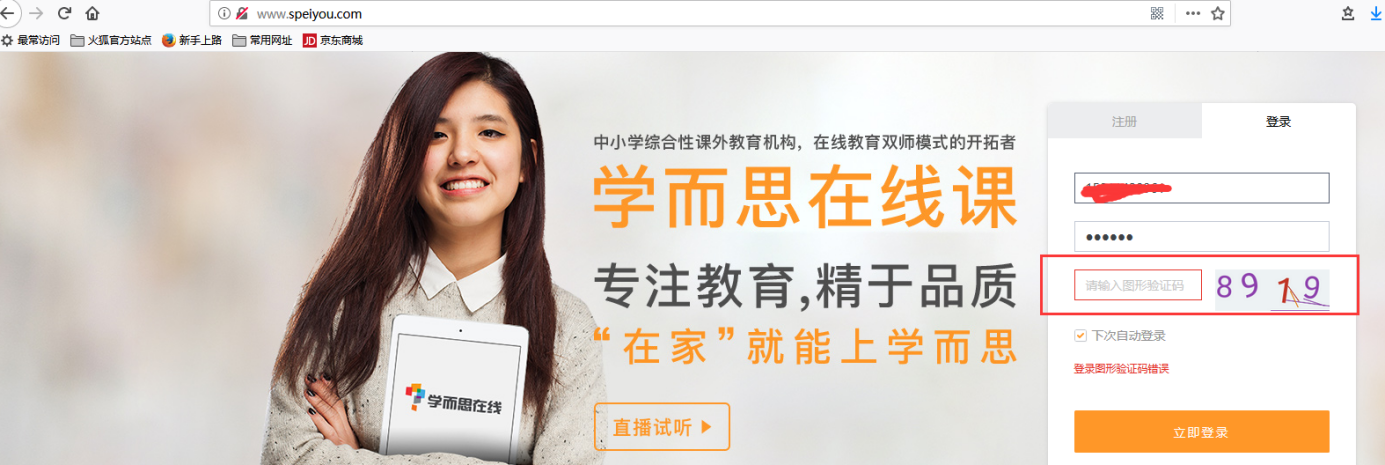 www.speiyou.com
最常访问 火狐官方站点 新手上路 常用网址 JD 京东商城
中小学综合性课外教育机构，在线教育双师模式的开拓者
学而思在线课
专注教育,精于品质
“在家”就能上学而思
直播试听
学而思在线
注册 登录
••••••
请输入图形验证码 8919
下次自动登录
登录图形验证码错误
立即登录